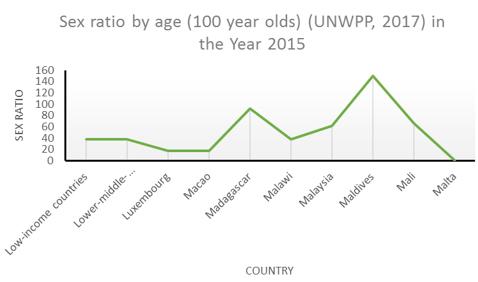 Sex ratio by age (100 year olds) (UNWPP, 2017) in
the Year 2015
SEX RATIO
160
140
120
100
80
60
40
20
0
Low-income countries
Lower-middle-...
Luxembourg
Macao
Madagascar
Malawi
Malaysia
Maldives
Mali
Malta
COUNTRY